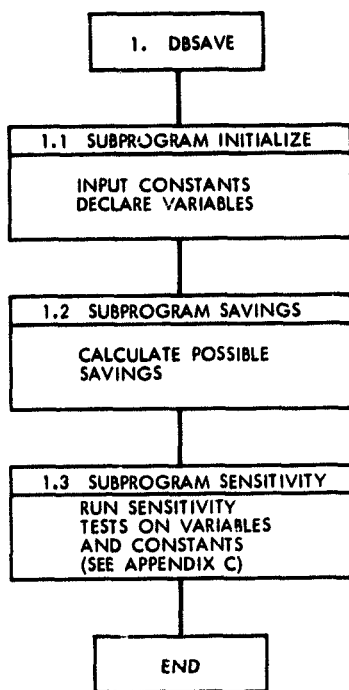 1. DBSAVE
1.1 SUBPROGRAM INITIALIZE
INPUT CONSTANTS
DECLARE VARIABLES
1.2 SUBPROGRAM SAVINGS
CALCULATE POSSIBLE
SAVINGS
1.3 SUBPROGRAM SENSITIVITY
RUN SENSITIVITY
TESTS ON VARIABLES
AND CONSTANTS
(SEE APPENDIX C)
END